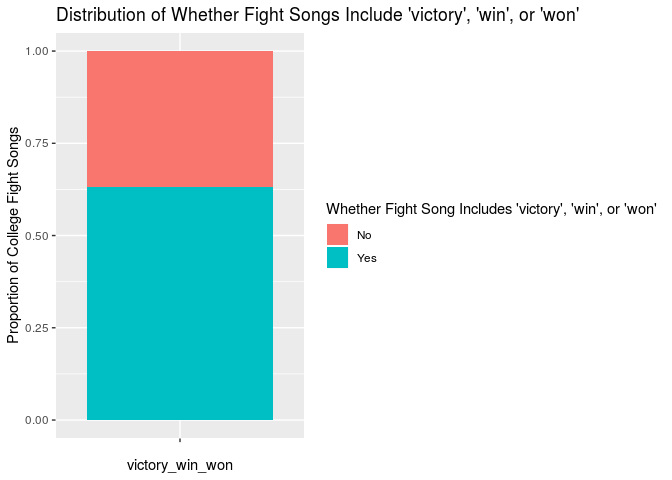 Distribution of Whether Fight Songs Include 'victory', 'win', or 'won'
Proportion of College Fight Songs
1.00
0.75
0.50
0.25
0.00
victory_win_won
Whether Fight Song Includes 'victory', 'win', or 'won'
No
Yes